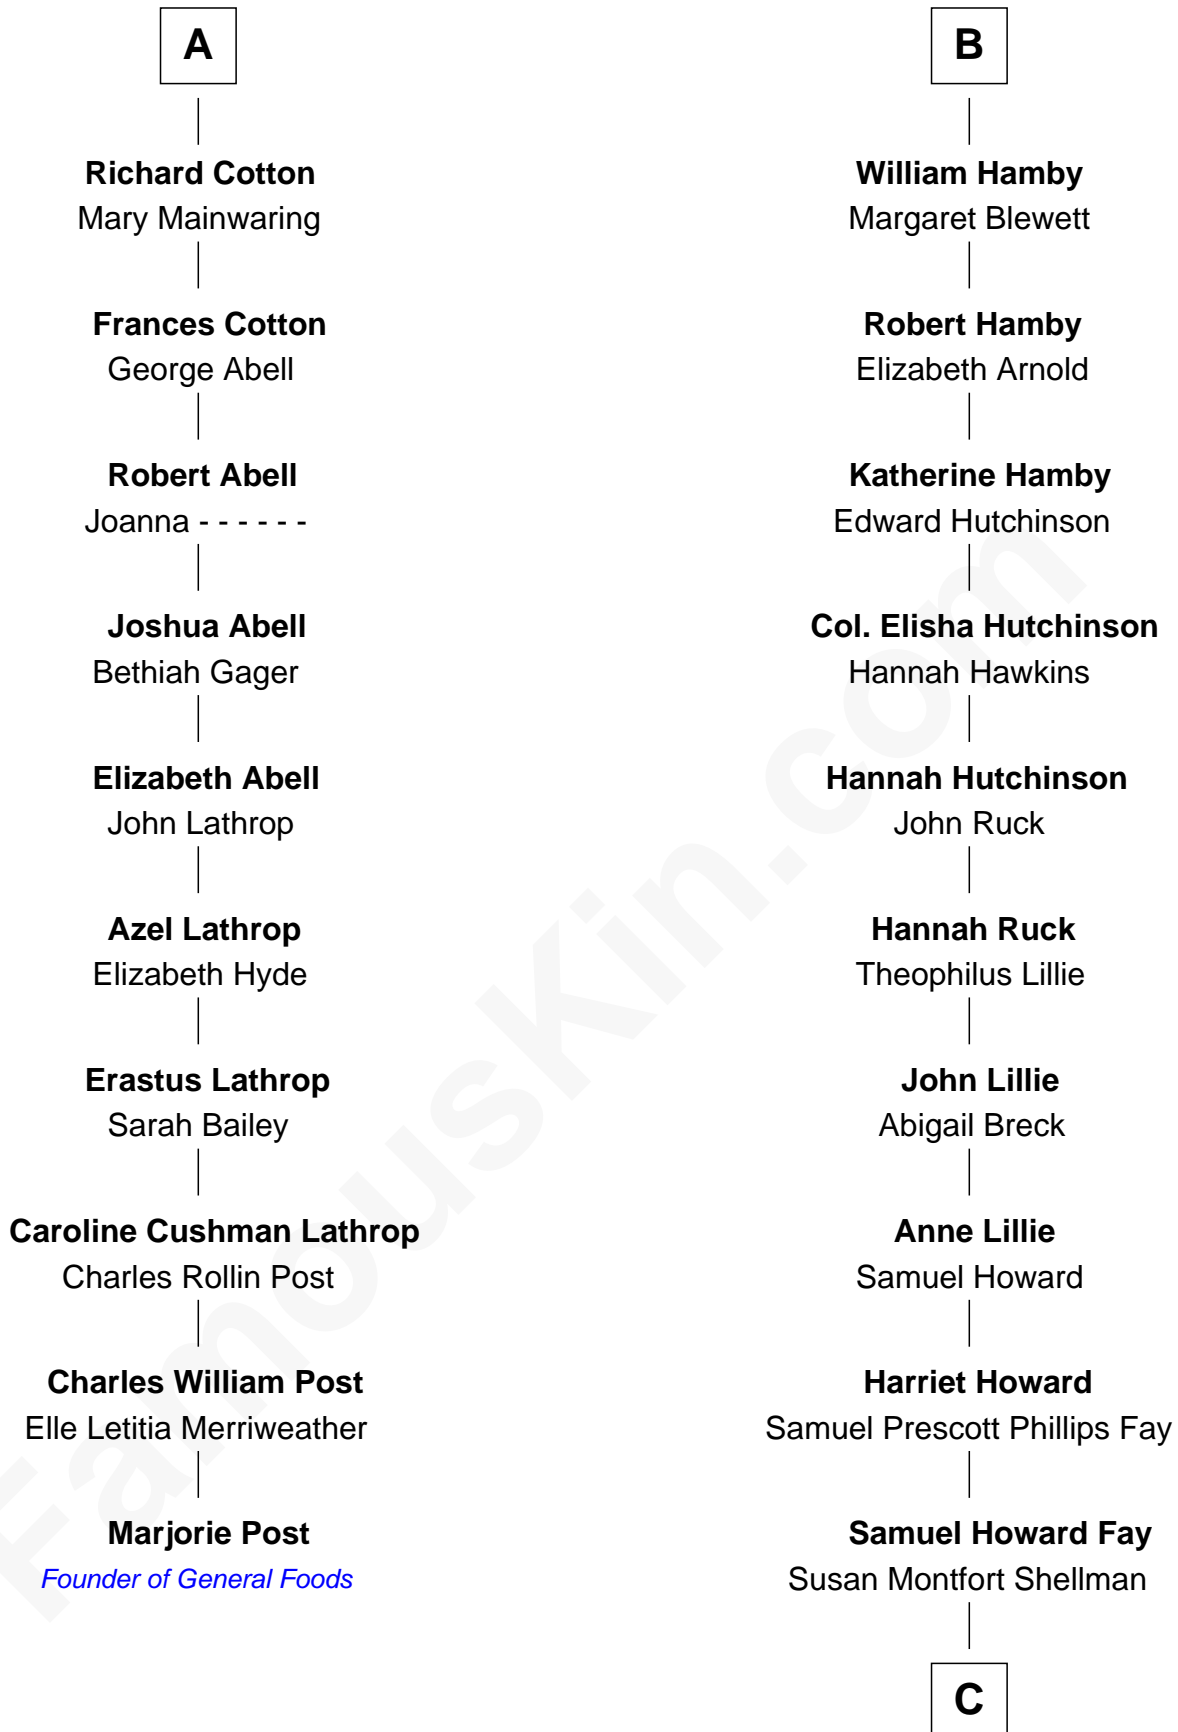 A
Richard Cotton
Mary Mainwaring
Frances Cotton
George Abell
Robert Abell
Joanna - - - - - -
Joshua Abell
Bethiah Gager
Elizabeth Abell
John Lathrop
Azel Lathrop
Elizabeth Hyde
Erastus Lathrop
Sarah Bailey
Caroline Cushman Lathrop
Charles Rollin Post
Charles William Post
Elle Letitia Merriweather
Marjorie Post
Founder of General Foods
B
William Hamby
Margaret Blewett
Robert Hamby
Elizabeth Arnold
Katherine Hamby
Edward Hutchinson
Col. Elisha Hutchinson
Hannah Hawkins
Hannah Hutchinson
John Ruck
Hannah Ruck
Theophilus Lillie
John Lillie
Abigail Breck
Anne Lillie
Samuel Howard
Harriet Howard
Samuel Prescott Phillips Fay
Samuel Howard Fay
Susan Montfort Shellman
C
FamousKin.com